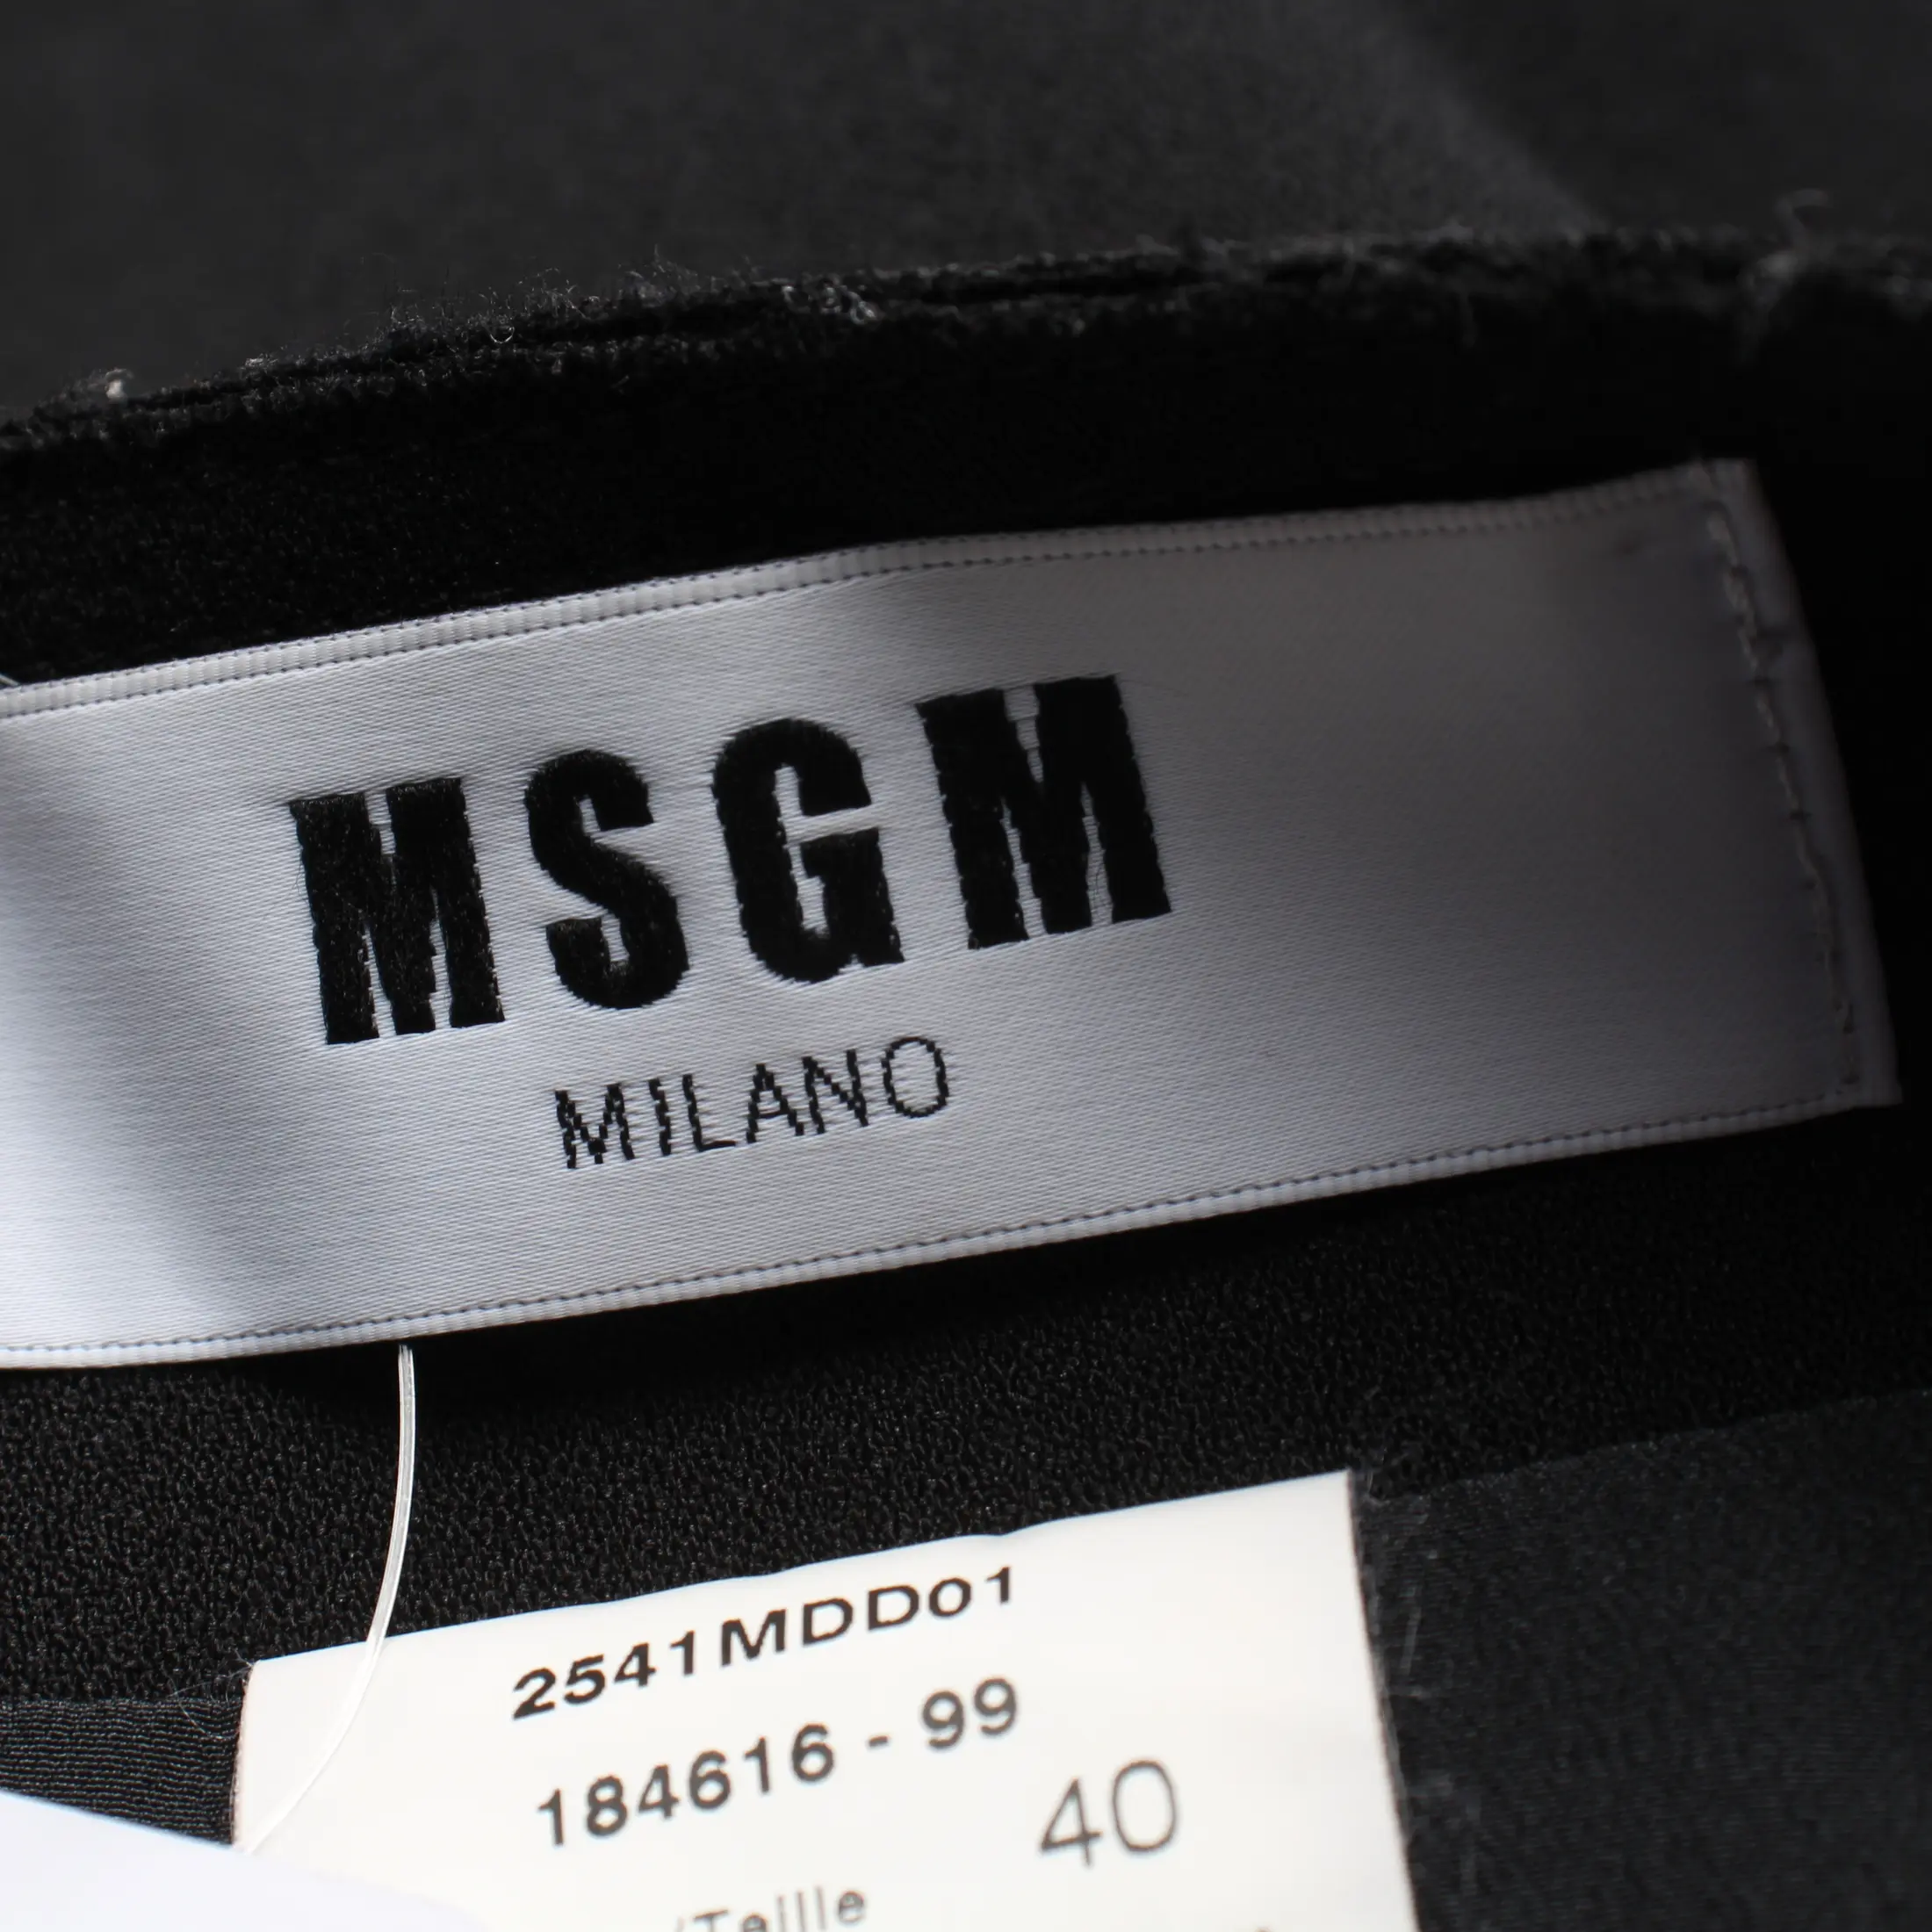 MSGM
MILANO
2541MDD01
184616 - 99
40
/Taille